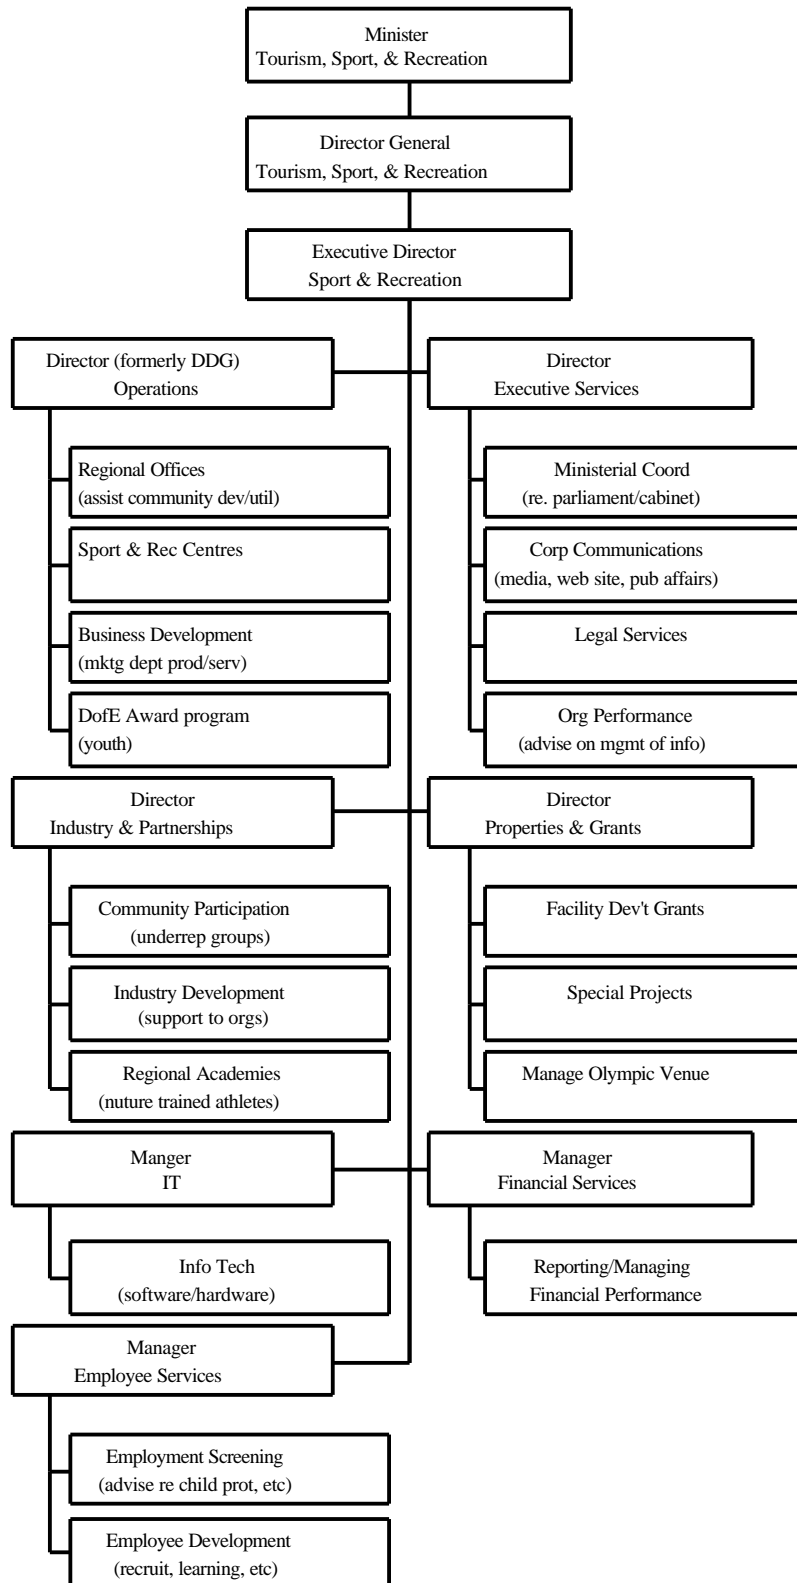 Minister
Tourism, Sport, & Recreation
Director General
Tourism, Sport, & Recreation
Executive Director
Sport & Recreation
Director (formerly DDG)
Operations
Director
Executive Services
Regional Offices
(assist community dev/util)
Ministerial Coord
(re. parliament/cabinet)
Sport & Rec Centres
Corp Communications
(media, web site, pub affairs)
Business Development
(mktg dept prod/serv)
Legal Services
DofE Award program
(youth)
Org Performance
(advise on mgmt of info)
Director
Industry & Partnerships
Director
Properties & Grants
Community Participation
(underrep groups)
Facility Dev't Grants
Industry Development
(support to orgs)
Special Projects
Regional Academies
(nuture trained athletes)
Manage Olympic Venue
Manger
IT
Manager
Financial Services
Info Tech
(software/hardware)
Reporting/Managing
Financial Performance
Manager
Employee Services
Employment Screening
(advise re child prot, etc)
Employee Development
(recruit, learning, etc)